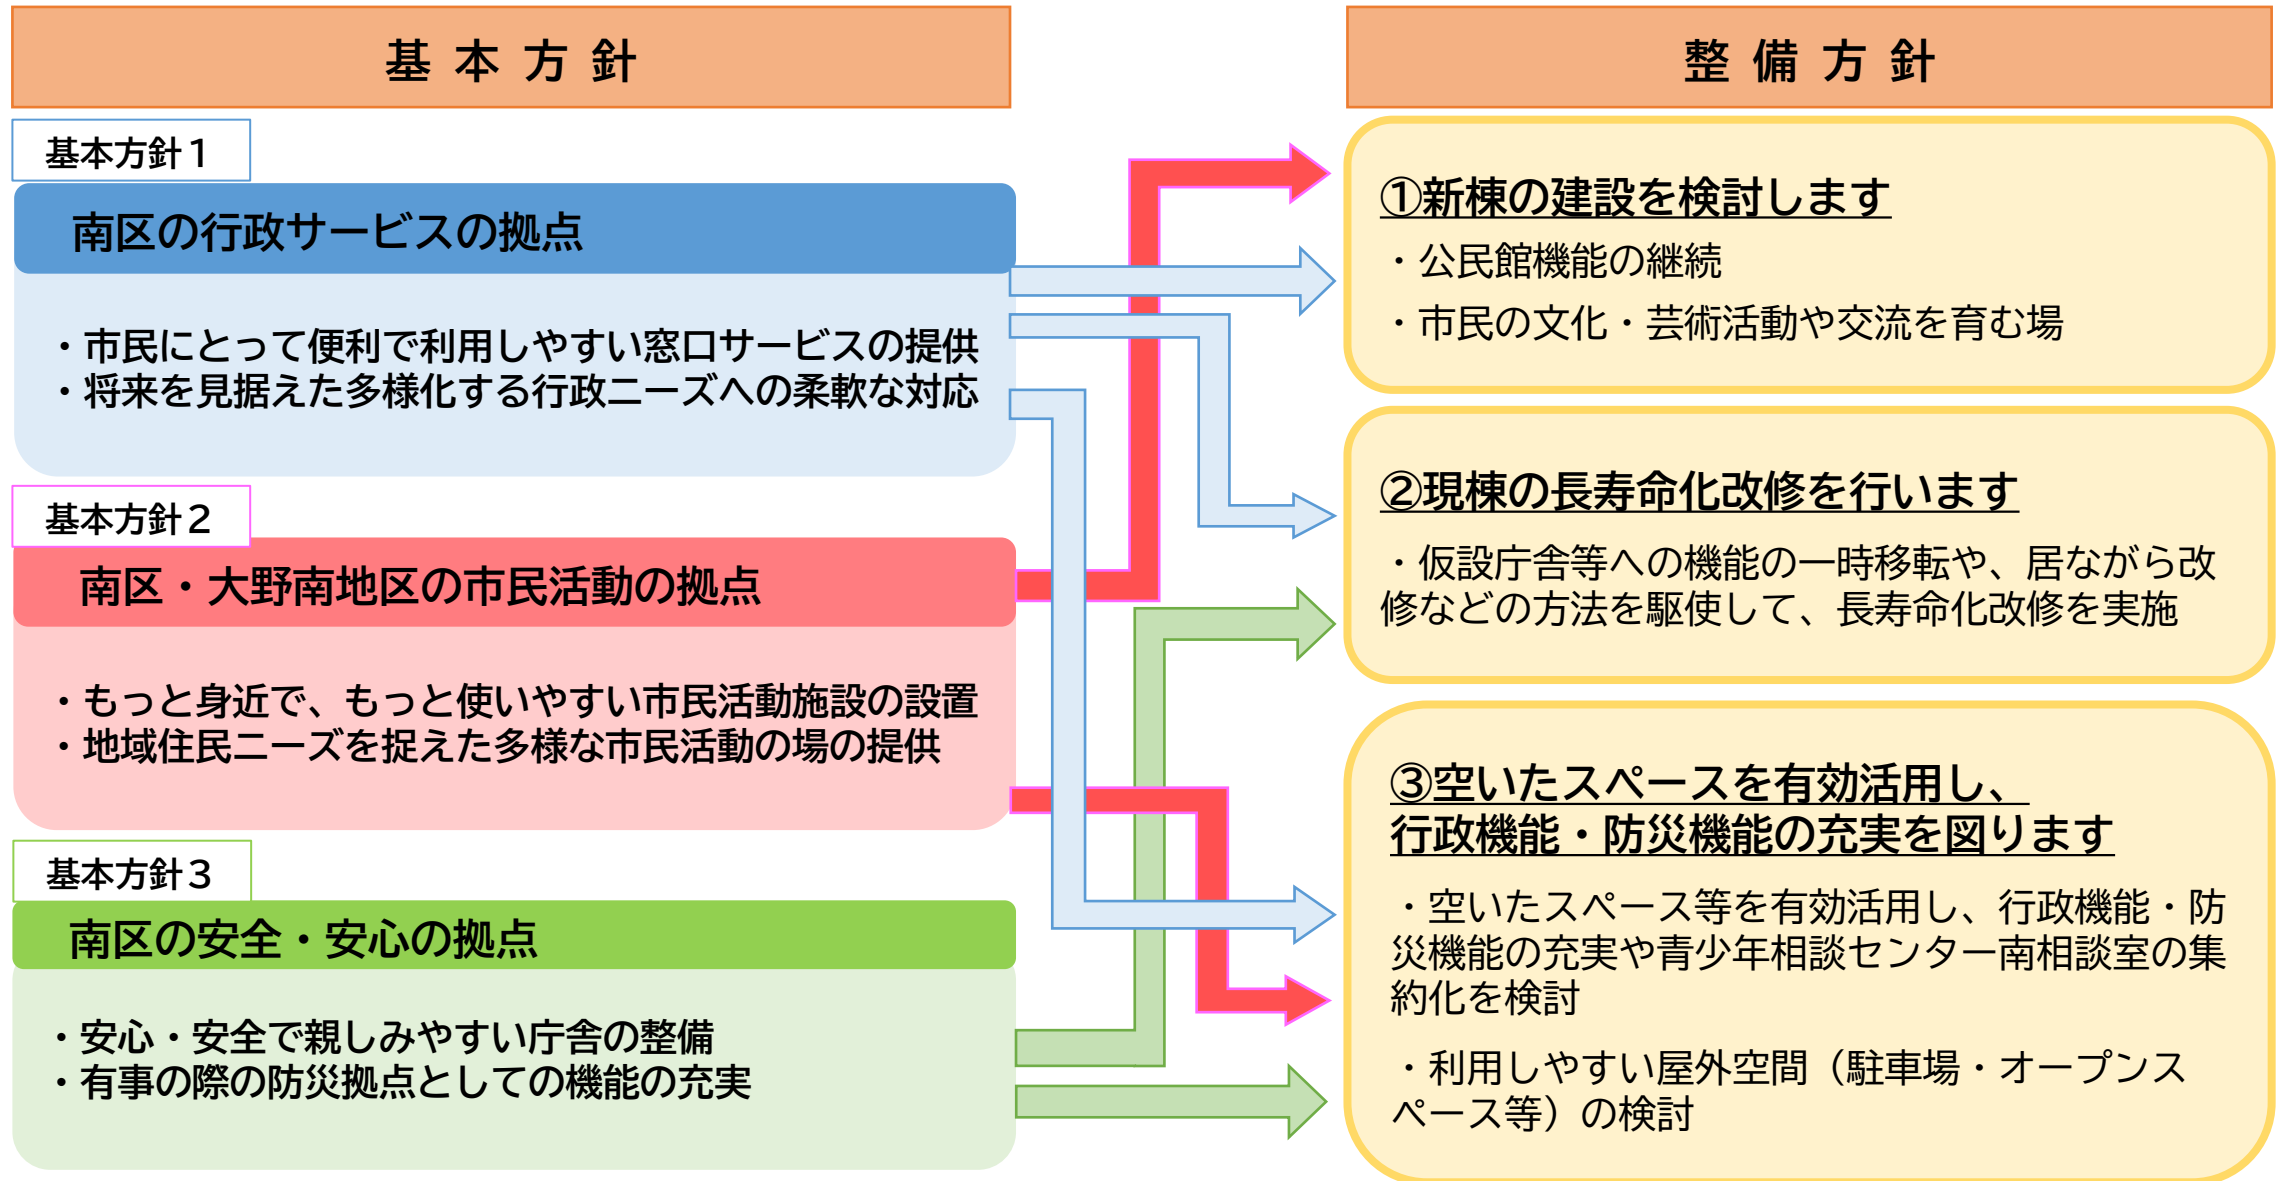 基本方針
基本方針１
南区の行政サービスの拠点
・市民にとって便利で利用しやすい窓口サービスの提供
・将来を見据えた多様化する行政ニーズへの柔軟な対応
基本方針２
南区・大野南地区の市民活動の拠点
・もっと身近で、もっと使いやすい市民活動施設の設置
・地域住民ニーズを捉えた多様な市民活動の場の提供
基本方針３
南区の安全・安心の拠点
・安心・安全で親しみやすい庁舎の整備
・有事の際の防災拠点としての機能の充実
整備方針
①新棟の建設を検討します
・公民館機能の継続
・市民の文化・芸術活動や交流を育む場
②現棟の長寿命化改修を行います
・仮設庁舎等への機能の一時移転や、居ながら改
修などの方法を駆使して、長寿命化改修を実施
③空いたスペースを有効活用し、
行政機能・防災機能の充実を図ります
・空いたスペース等を有効活用し、行政機能・防
災機能の充実や青少年相談センター南相談室の集
約化を検討
・利用しやすい屋外空間（駐車場・オープンス
ペース等）の検討